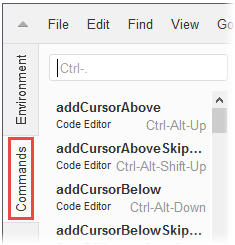 File Edit Find View Go
Environment
Commands
Ctrl-.
addCursorAbove
Code Editor Ctrl-Alt-Up
addCursorAboveSkip...
Code Editor Ctrl-Alt-Shift-Up
addCursorBelow
Code Editor Ctrl-Alt-Down
addCursorBelowSkip...